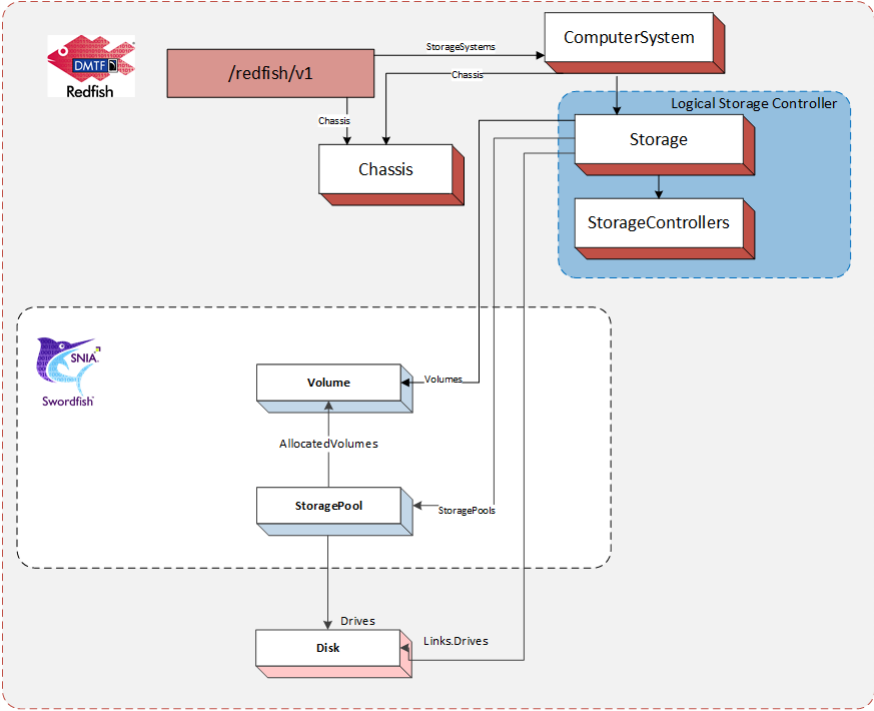 ComputerSystem
StorageSystems
DMTF
Redfish
/redfish/v1
Chassis
Logical Storage Controller
Chassis
Storage
Chassis
StorageControllers
SNIA
Swordfish
Volume
Volumes
AllocatedVolumes
StoragePool
StoragePools
Drives
Disk
Links.Drives